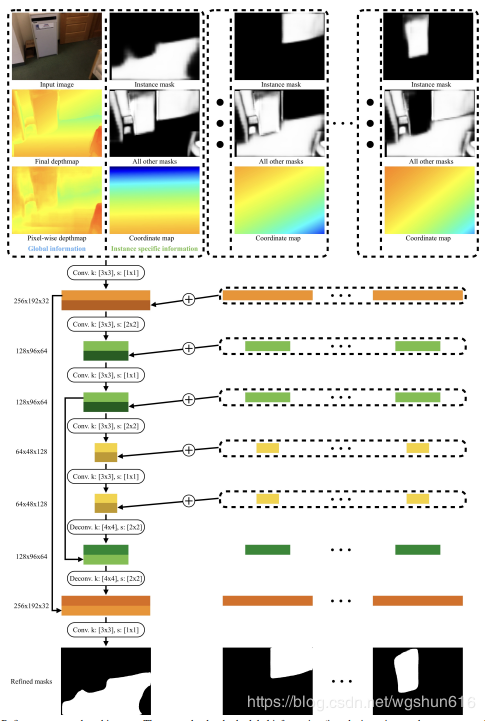 Input image
Instance mask
Instance mask
Instance mask
Final depthmap
All other masks
All other masks
All other masks
Pixel-wise depthmap
Coordinate map
Coordinate map
Coordinate map
Global information
Instance specific information
Conv. k: [3x3], s: [1x1]
256x192x32
Conv. k: [3x3], s: [2x2]
128x96x64
Conv. k: [3x3], s: [1x1]
128x96x64
Conv. k: [3x3], s: [2x2]
64x48x128
Conv. k: [3x3], s: [1x1]
64x48x128
Deconv. k: [4x4], s: [2x2]
128x96x64
Deconv. k: [4x4], s: [2x2]
256x192x32
Conv. k: [3x3], s: [1x1]
Refined masks
https://blog.csdn.net/wgshun616